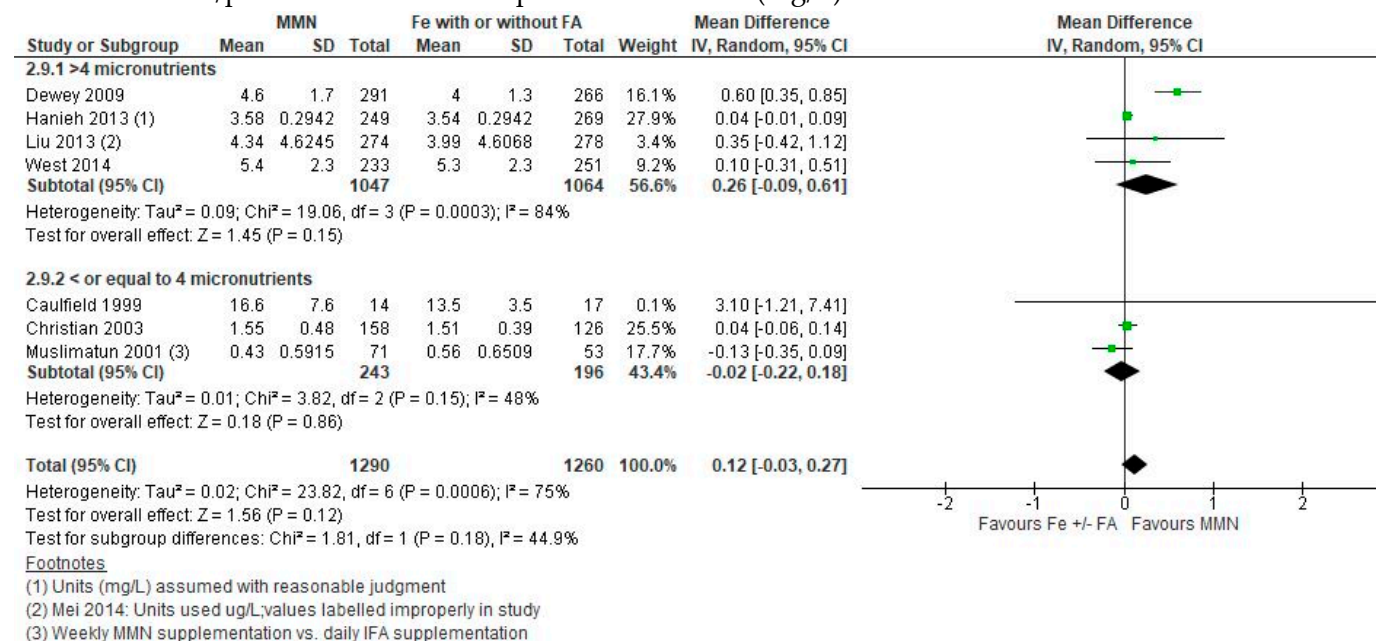 MMN Fe with or without FA Mean Difference Mean Difference
Study or Subgroup Mean SD Total Mean SD Total Weight IV, Random, 95% CI IV, Random, 95% CI
2.9.1 >4 micronutrients
Dewey 2009 4.6 1.7 291 4 1.3 266 16.1% 0.60 [0.35, 0.85]
Hanieh 2013 (1) 3.58 0.2942 249 3.54 0.2942 269 27.9% 0.04 [-0.01, 0.09]
Liu 2013 (2) 4.34 4.6245 274 3.99 4.6068 278 3.4% 0.35 [-0.42, 1.12]
West 2014 5.4 2.3 233 5.3 2.3 251 9.2% 0.10 [-0.31, 0.51]
Subtotal (95% CI) 1047 1064 56.6% 0.26 [-0.09, 0.61]
Heterogeneity: Tau² = 0.09; Chi² = 19.06, df = 3 (P = 0.0003); I² = 84%
Test for overall effect: Z = 1.45 (P = 0.15)
2.9.2 < or equal to 4 micronutrients
Caulfield 1999 16.6 7.6 14 13.5 3.5 17 0.1% 3.10 [-1.21, 7.41]
Christian 2003 1.55 0.48 158 1.51 0.39 126 25.5% 0.04 [-0.06, 0.14]
Muslimatun 2001 (3) 0.43 0.5915 71 0.56 0.6509 53 17.7% -0.13 [-0.35, 0.09]
Subtotal (95% CI) 243 196 43.4% -0.02 [-0.22, 0.18]
Heterogeneity: Tau² = 0.01; Chi² = 3.82, df = 2 (P = 0.15); I² = 48%
Test for overall effect: Z = 0.18 (P = 0.86)
Total (95% CI) 1290 1260 100.0% 0.12 [-0.03, 0.27]
Heterogeneity: Tau² = 0.02; Chi² = 23.82, df = 6 (P = 0.0006); I² = 75%
Test for overall effect: Z = 1.56 (P = 0.12)
Test for subgroup differences: Chi² = 1.81, df = 1 (P = 0.18), I² = 44.9%
-2 -1 0 1 2
Favours Fe +/- FA Favours MMN
Footnotes
(1) Units (mg/L) assumed with reasonable judgment
(2) Mei 2014: Units used ug/L;values labelled improperly in study
(3) Weekly MMN supplementation vs. daily IFA supplementation